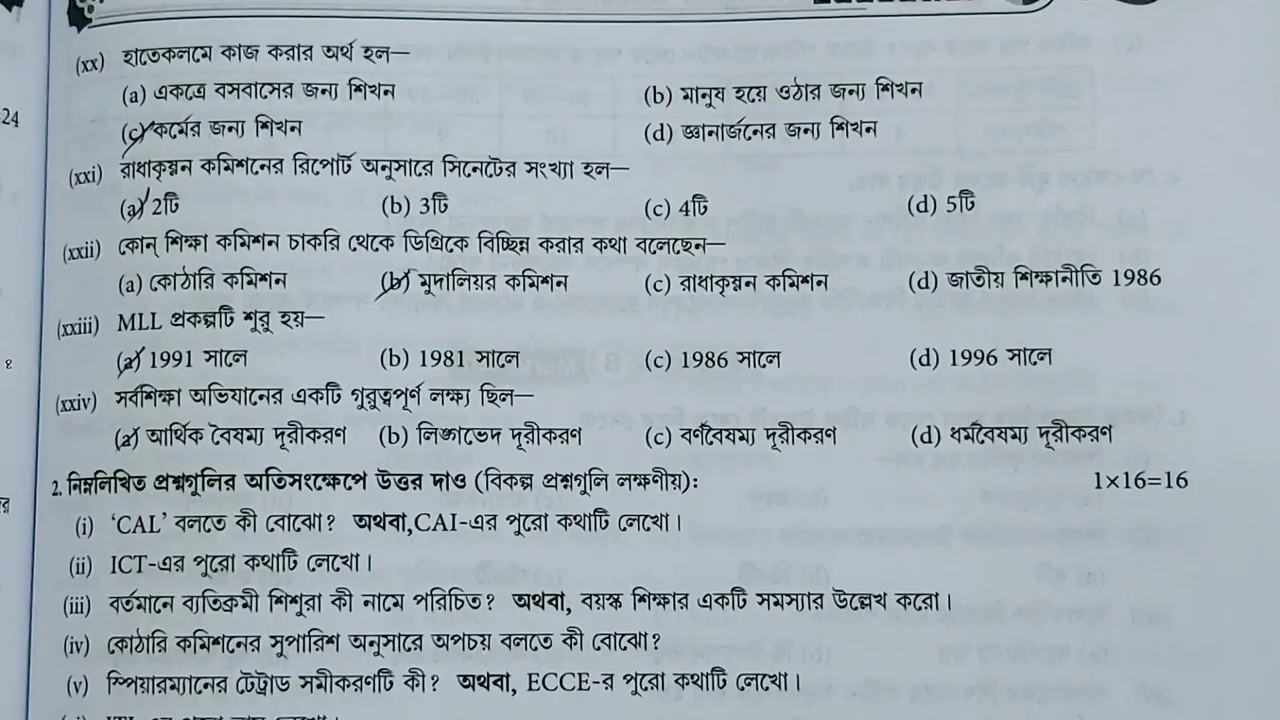 (xx) হাতেকলমে কাজ করার অর্থ হল—
(a) একত্রে বসবাসের জন্য শিখন (b) মানুষ হয়ে ওঠার জন্য শিখন
24
(c) কর্মের জন্য শিখন (d) জ্ঞানার্জনের জন্য শিখন
(xxi) রাধাকৃষ্ণন কমিশনের রিপোর্ট অনুসারে সিনেটের সংখ্যা হল—
(a) 2টি (b) 3টি (c) 4টি (d) 5টি
(xxii) কোন্ শিক্ষা কমিশন চাকরি থেকে ডিগ্রিকে বিচ্ছিন্ন করার কথা বলেছেন—
(a) কোঠারি কমিশন (b) মুদালিয়র কমিশন (c) রাধাকৃষ্ণন কমিশন (d) জাতীয় শিক্ষানীতি 1986
(xxiii) MLL প্রকল্পটি শুরু হয়—
(a) 1991 সালে (b) 1981 সালে (c) 1986 সালে (d) 1996 সালে
(xxiv) সর্বশিক্ষা অভিযানের একটি গুরুত্বপূর্ণ লক্ষ্য ছিল—
(a) আর্থিক বৈষম্য দূরীকরণ (b) লিঙ্গভেদ দূরীকরণ (c) বর্ণবৈষম্য দূরীকরণ (d) ধর্মবৈষম্য দূরীকরণ
2. নিম্নলিখিত প্রশ্নগুলির অতিসংক্ষেপে উত্তর দাও (বিকল্প প্রশ্নগুলি লক্ষণীয়): 1×16=16
(i) ‘CAL’ বলতে কী বোঝো? অথবা, CAI-এর পুরো কথাটি লেখো।
(ii) ICT-এর পুরো কথাটি লেখো।
(iii) বর্তমানে ব্যতিক্রমী শিশুরা কী নামে পরিচিত? অথবা, বয়স্ক শিক্ষার একটি সমস্যার উল্লেখ করো।
(iv) কোঠারি কমিশনের সুপারিশ অনুসারে অপচয় বলতে কী বোঝো?
(v) স্পিয়ারম্যানের টেট্রাড সমীকরণটি কী? অথবা, ECCE-র পুরো কথাটি লেখো।